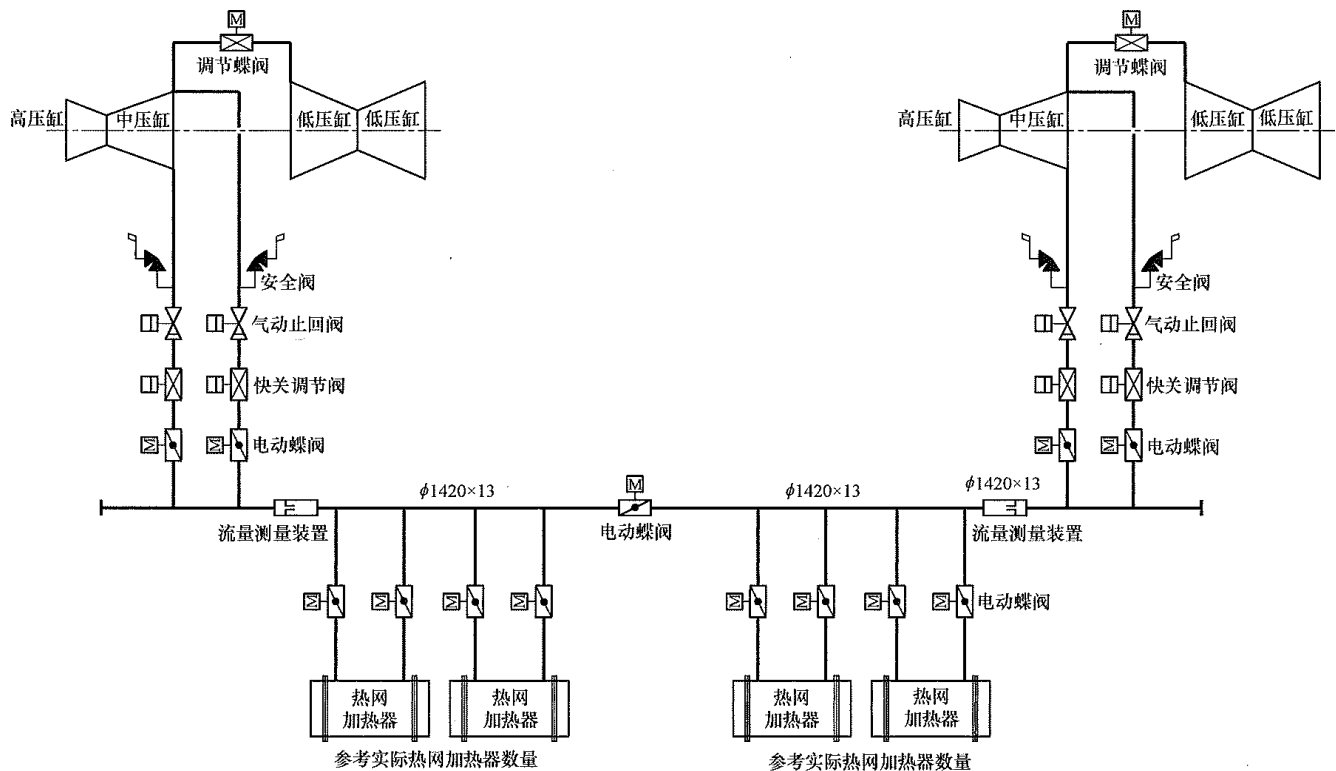 M
M
调节蝶阀
调节蝶阀
高压缸
中压缸
低压缸
低压缸
高压缸
中压缸
低压缸
低压缸
安全阀
安全阀
气动止回阀
气动止回阀
快关调节阀
快关调节阀
M
M
电动蝶阀
M
M
电动蝶阀
ϕ1420×13
M
ϕ1420×13
ϕ1420×13
流量测量装置
电动蝶阀
流量测量装置
M
M
M
M
M
M
M
M
电动蝶阀
热网
加热器
热网
加热器
热网
加热器
热网
加热器
参考实际热网加热器数量
参考实际热网加热器数量